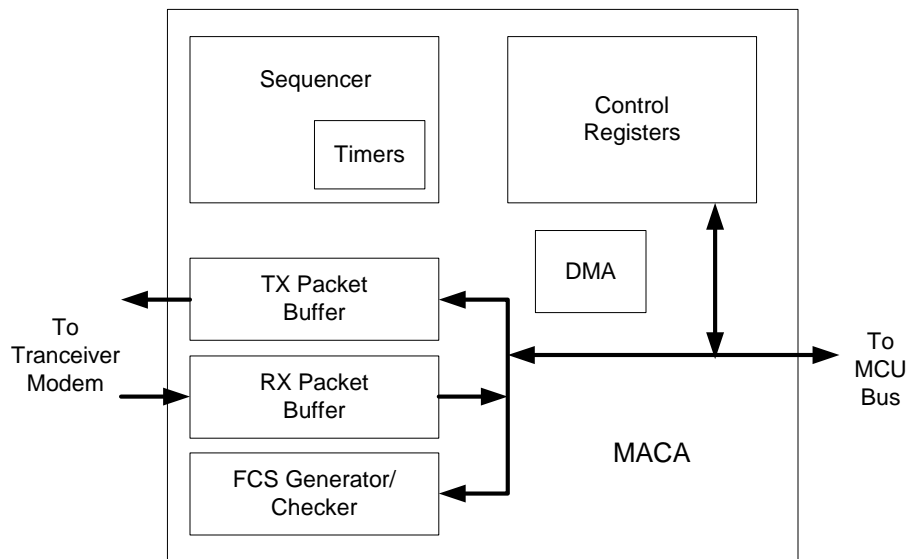 Sequencer
Timers
Control
Registers
DMA
TX Packet
Buffer
To
Tranceiver
Modem
RX Packet
Buffer
To
MCU
Bus
FCS Generator/
Checker
MACA